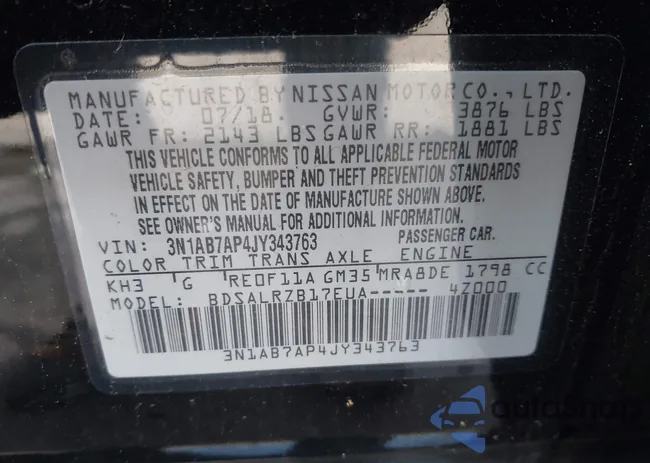 MANUFACTURED BY NISSAN MOTOR CO., LTD.
DATE: 07/18 GVWR: 3876 LBS
GAWR FR: 2143 LBS GAWR RR: 1881 LBS
THIS VEHICLE CONFORMS TO ALL APPLICABLE FEDERAL MOTOR
VEHICLE SAFETY, BUMPER AND THEFT PREVENTION STANDARDS
IN EFFECT ON THE DATE OF MANUFACTURE SHOWN ABOVE.
SEE OWNER'S MANUAL FOR ADDITIONAL INFORMATION.
VIN: 3N1AB7AP4JY343763 PASSENGER CAR.
COLOR TRIM TRANS AXLE ENGINE
KH3 G RE0F11A GM35 MRA8DE 1798 CC
MODEL: BDSALRZB17EUA----- 4Z000
3N1AB7AP4JY343763
autoSnap